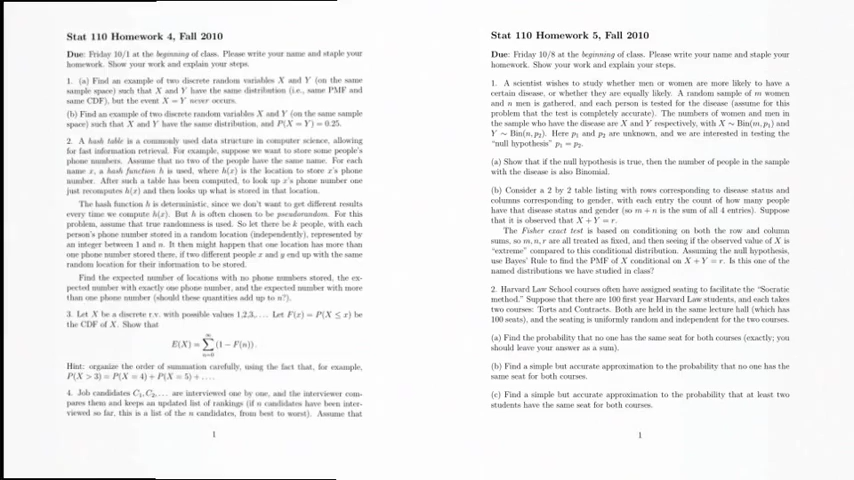 Stat 110 Homework 4, Fall 2010
Due: Friday 10/1 at the beginning of class. Please write your name and staple your
homework. Show your work and explain your steps.
1. (a) Find an example of two discrete random variables X and Y (on the same
sample space) such that X and Y have the same distribution (i.e., same PMF and
same CDF), but the event X = Y never occurs.
(b) Find an example of two discrete random variables X and Y (on the same sample
space) such that X and Y have the same distribution, and P(X = Y) = 0.25.
2. A hash table is a commonly used data structure in computer science, allowing
for fast information retrieval. For example, suppose we want to store some people's
phone numbers. Assume that no two of the people have the same name. For each
name x, a hash function h is used, where h(x) is the location to store x's phone
number. After such a table has been computed, to look up x's phone number one
just recomputes h(x) and then looks up what is stored in that location.
The hash function h is deterministic, since we don't want to get different results
every time we compute h(x). But h is often chosen to be pseudorandom. For this
problem, assume that true randomness is used. So let there be k people, with each
person's phone number stored in a random location (independently), represented by
an integer between 1 and n. It then might happen that one location has more than
one phone number stored there, if two different people x and y end up with the same
random location for their information to be stored.
Find the expected number of locations with no phone numbers stored, the ex-
pected number with exactly one phone number, and the expected number with more
than one phone number (should these quantities add up to n?).
3. Let X be a discrete r.v. with possible values 1,2,3,.... Let F(x) = P(X ≤ x) be
the CDF of X. Show that
E(X) = ∑_{n=0}^{∞} (1 − F(n)).
Hint: organize the order of summation carefully, using the fact that, for example,
P(X > 3) = P(X = 4) + P(X = 5) + ....
4. Job candidates C₁, C₂, ... are interviewed one by one, and the interviewer com-
pares them and keeps an updated list of rankings (if n candidates have been inter-
viewed so far, this is a list of the n candidates, from best to worst). Assume that
1
Stat 110 Homework 5, Fall 2010
Due: Friday 10/8 at the beginning of class. Please write your name and staple your
homework. Show your work and explain your steps.
1. A scientist wishes to study whether men or women are more likely to have a
certain disease, or whether they are equally likely. A random sample of m women
and n men is gathered, and each person is tested for the disease (assume for this
problem that the test is completely accurate). The numbers of women and men in
the sample who have the disease are X and Y respectively, with X ∼ Bin(m, p₁) and
Y ∼ Bin(n, p₂). Here p₁ and p₂ are unknown, and we are interested in testing the
"null hypothesis" p₁ = p₂.
(a) Show that if the null hypothesis is true, then the number of people in the sample
with the disease is also Binomial.
(b) Consider a 2 by 2 table listing with rows corresponding to disease status and
columns corresponding to gender, with each entry the count of how many people
have that disease status and gender (so m + n is the sum of all 4 entries). Suppose
that it is observed that X + Y = r.
The Fisher exact test is based on conditioning on both the row and column
sums, so m, n, r are all treated as fixed, and then seeing if the observed value of X is
"extreme" compared to this conditional distribution. Assuming the null hypothesis,
use Bayes' Rule to find the PMF of X conditional on X + Y = r. Is this one of the
named distributions we have studied in class?
2. Harvard Law School courses often have assigned seating to facilitate the "Socratic
method." Suppose that there are 100 first year Harvard Law students, and each takes
two courses: Torts and Contracts. Both are held in the same lecture hall (which has
100 seats), and the seating is uniformly random and independent for the two courses.
(a) Find the probability that no one has the same seat for both courses (exactly; you
should leave your answer as a sum).
(b) Find a simple but accurate approximation to the probability that no one has the
same seat for both courses.
(c) Find a simple but accurate approximation to the probability that at least two
students have the same seat for both courses.
1